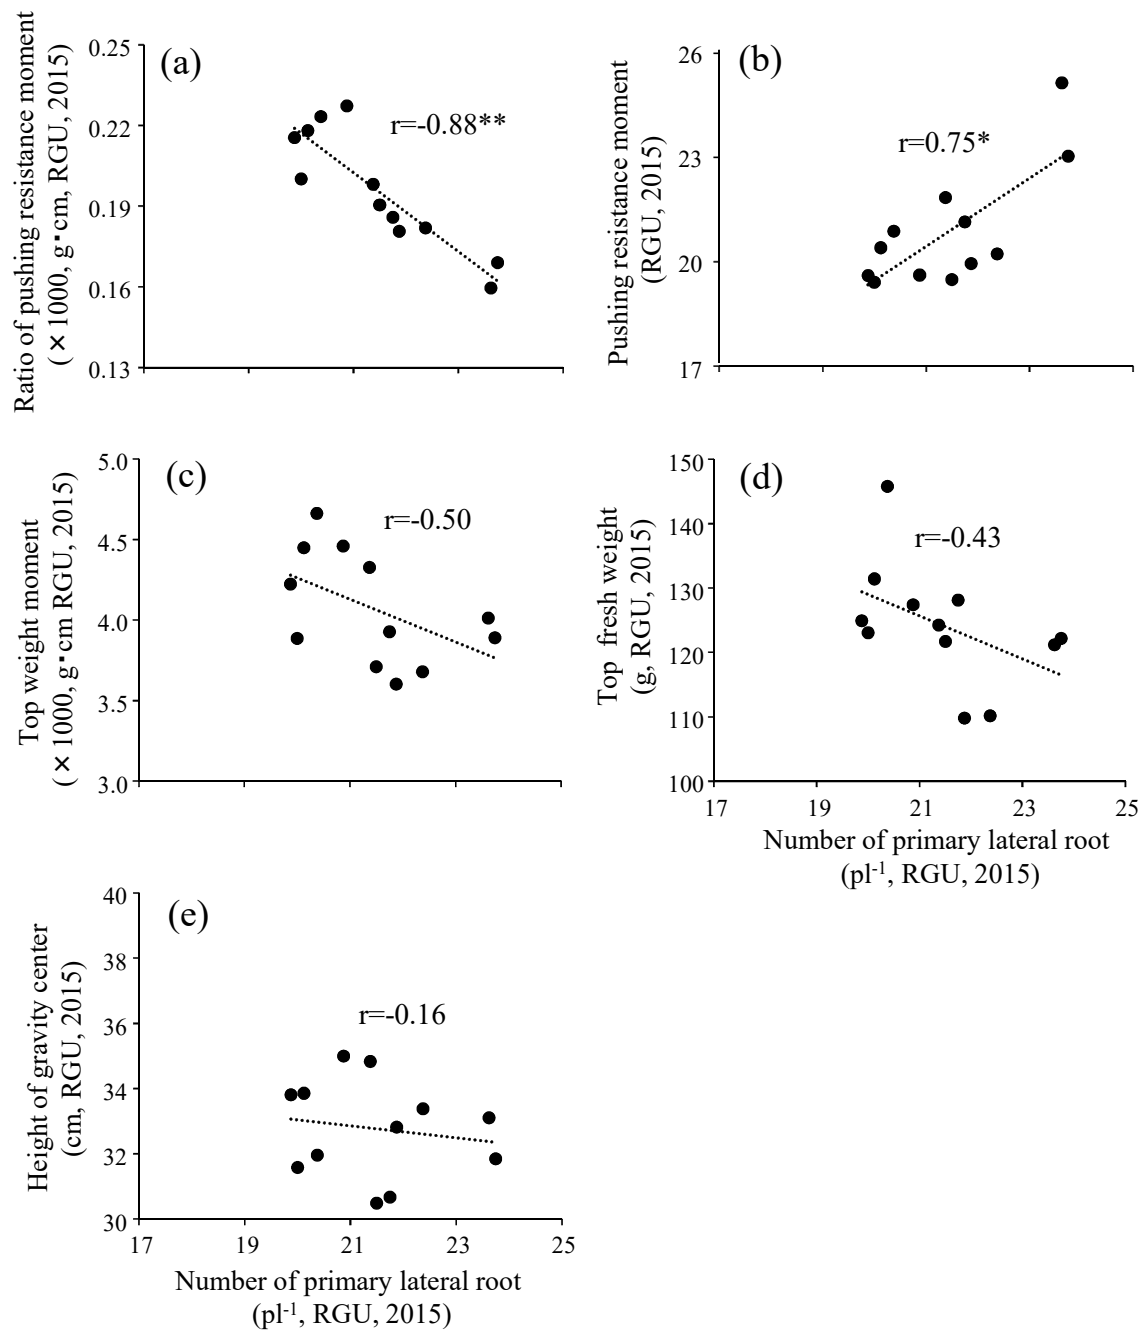 (a)
Ratio of pushing resistance moment
(×1000, g・cm, RGU, 2015)
0.25
0.22
0.19
0.16
0.13
r=-0.88**
(b)
Pushing resistance moment
(RGU, 2015)
26
23
20
17
r=0.75*
(c)
Top weight moment
(×1000, g・cm RGU, 2015)
5.0
4.5
4.0
3.5
3.0
r=-0.50
(d)
Top fresh weight
(g, RGU, 2015)
150
140
130
120
110
100
r=-0.43
17 19 21 23 25
Number of primary lateral root
(pl⁻¹, RGU, 2015)
(e)
Height of gravity center
(cm, RGU, 2015)
40
38
36
34
32
30
r=-0.16
17 21 23 25
Number of primary lateral root
(pl⁻¹, RGU, 2015)